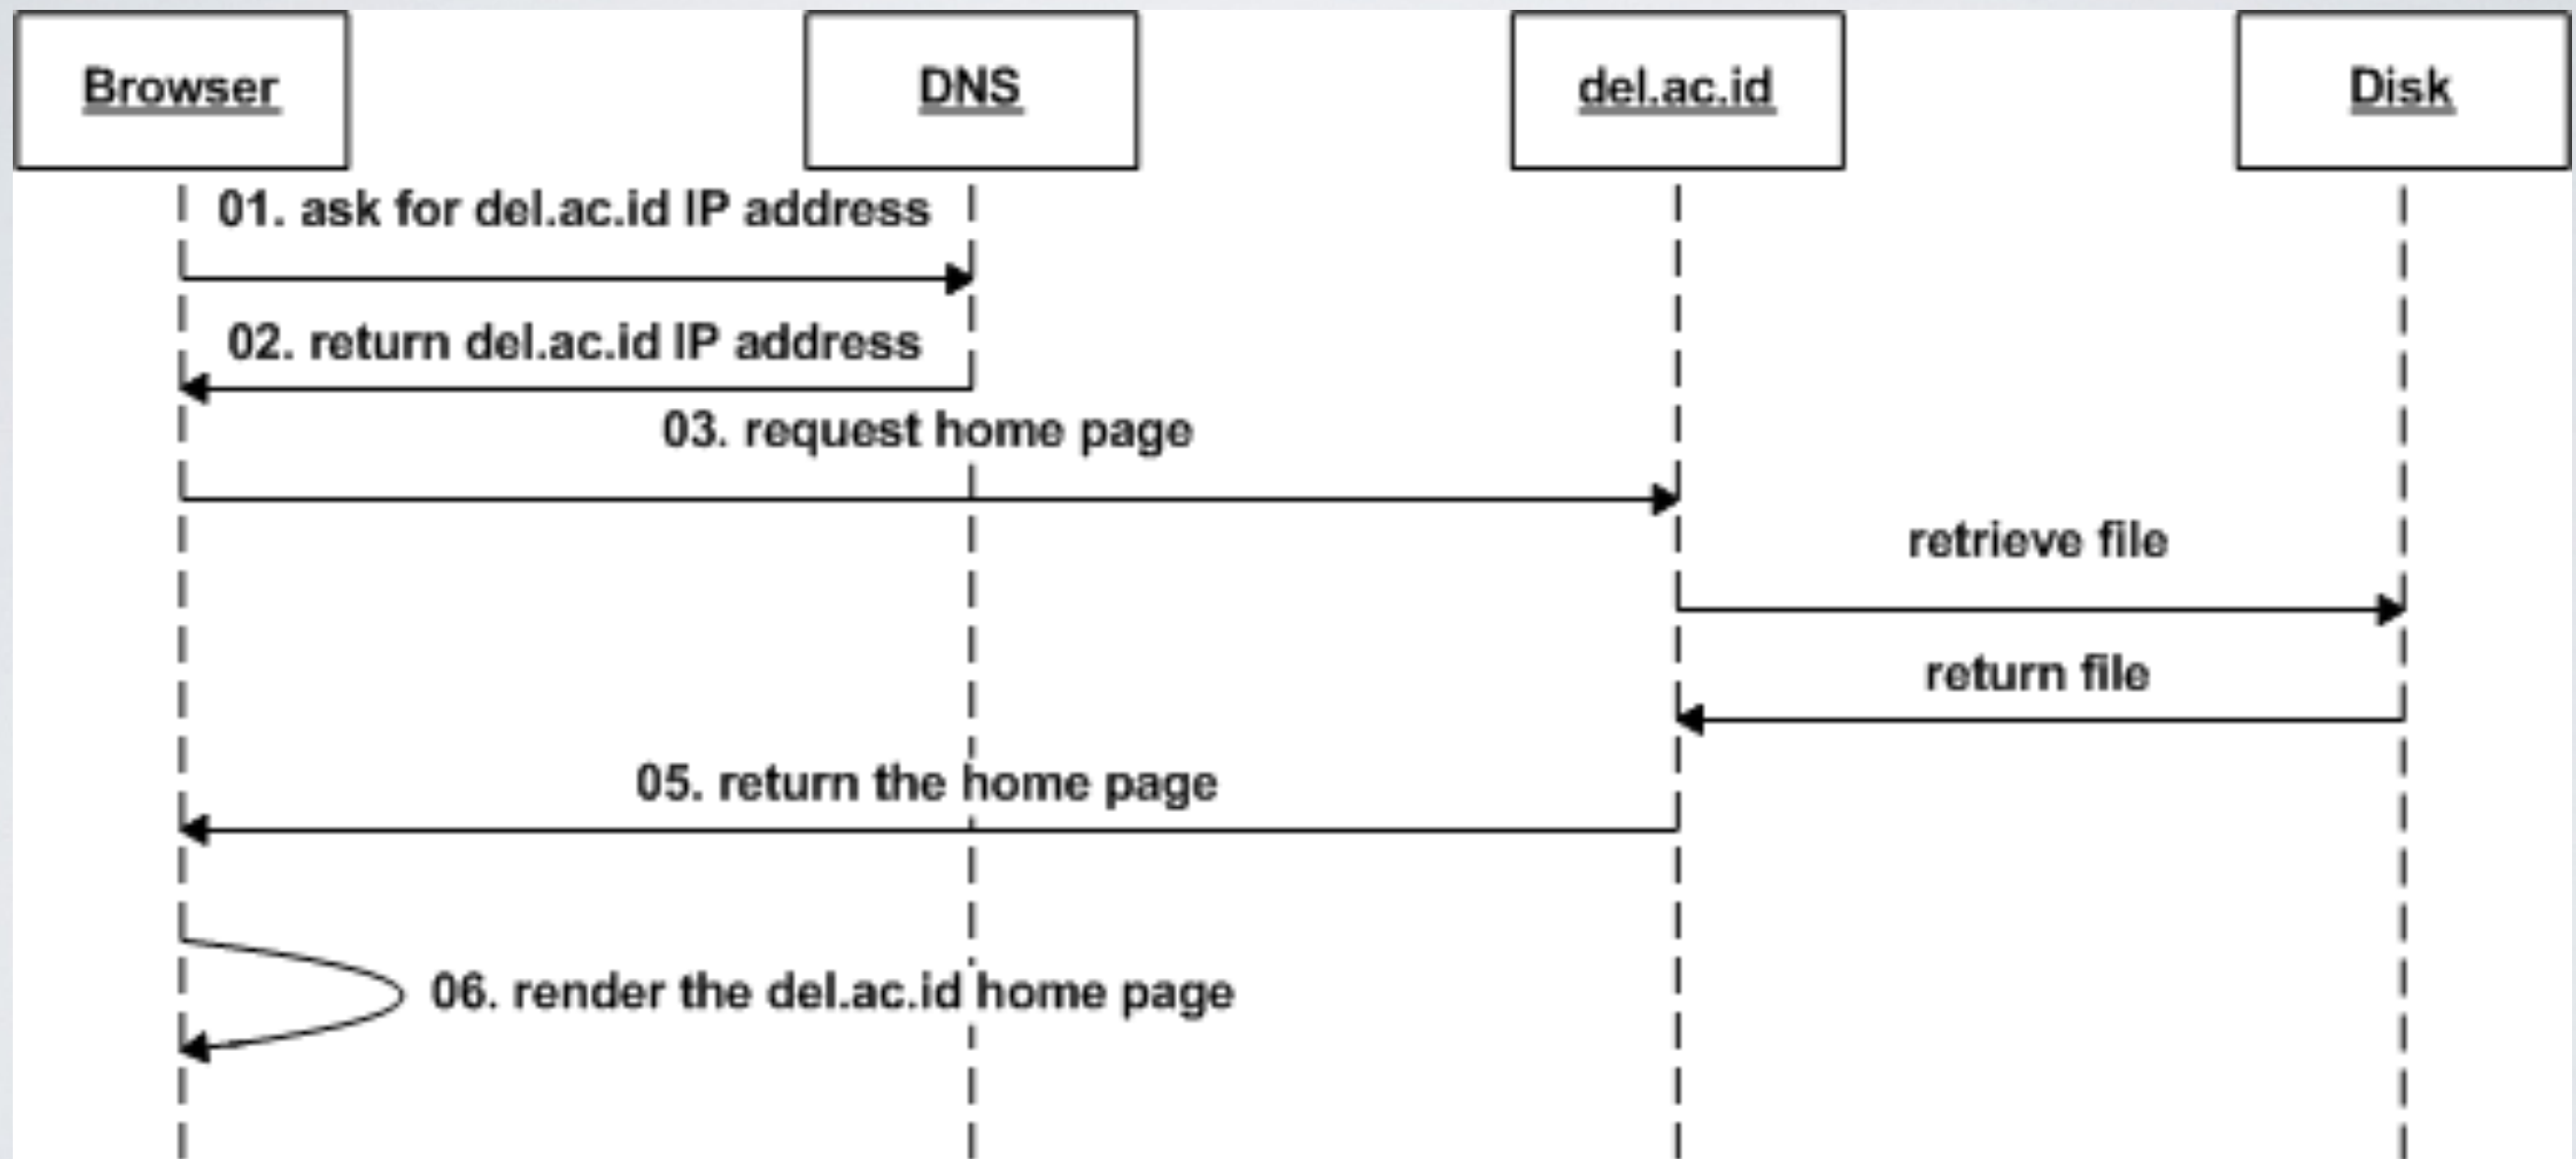 Browser
DNS
del.ac.id
Disk
01. ask for del.ac.id IP address
02. return del.ac.id IP address
03. request home page
retrieve file
return file
05. return the home page
06. render the del.ac.id home page